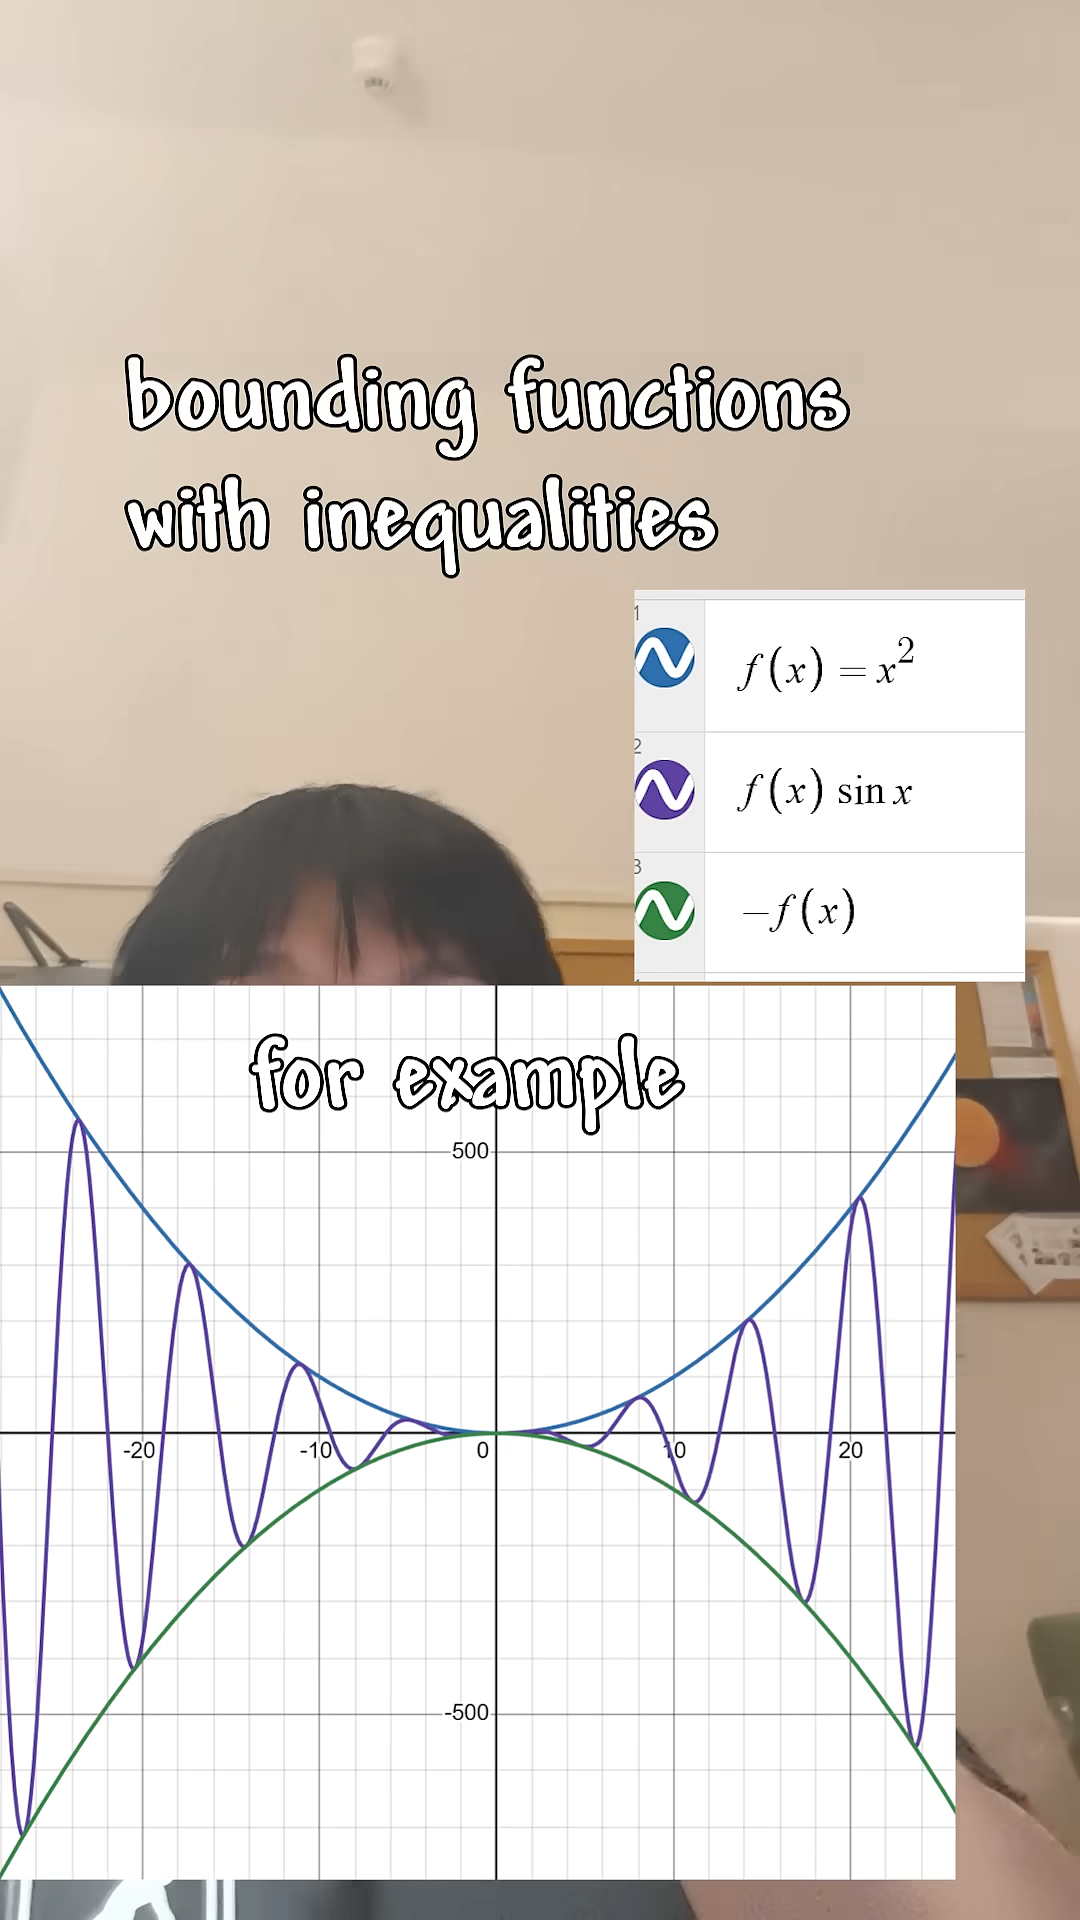 bounding functions
with inequalities
1
f(x) = x²
2
f(x) sin x
3
−f(x)
for example
500
-20
-10
0
10
20
-500